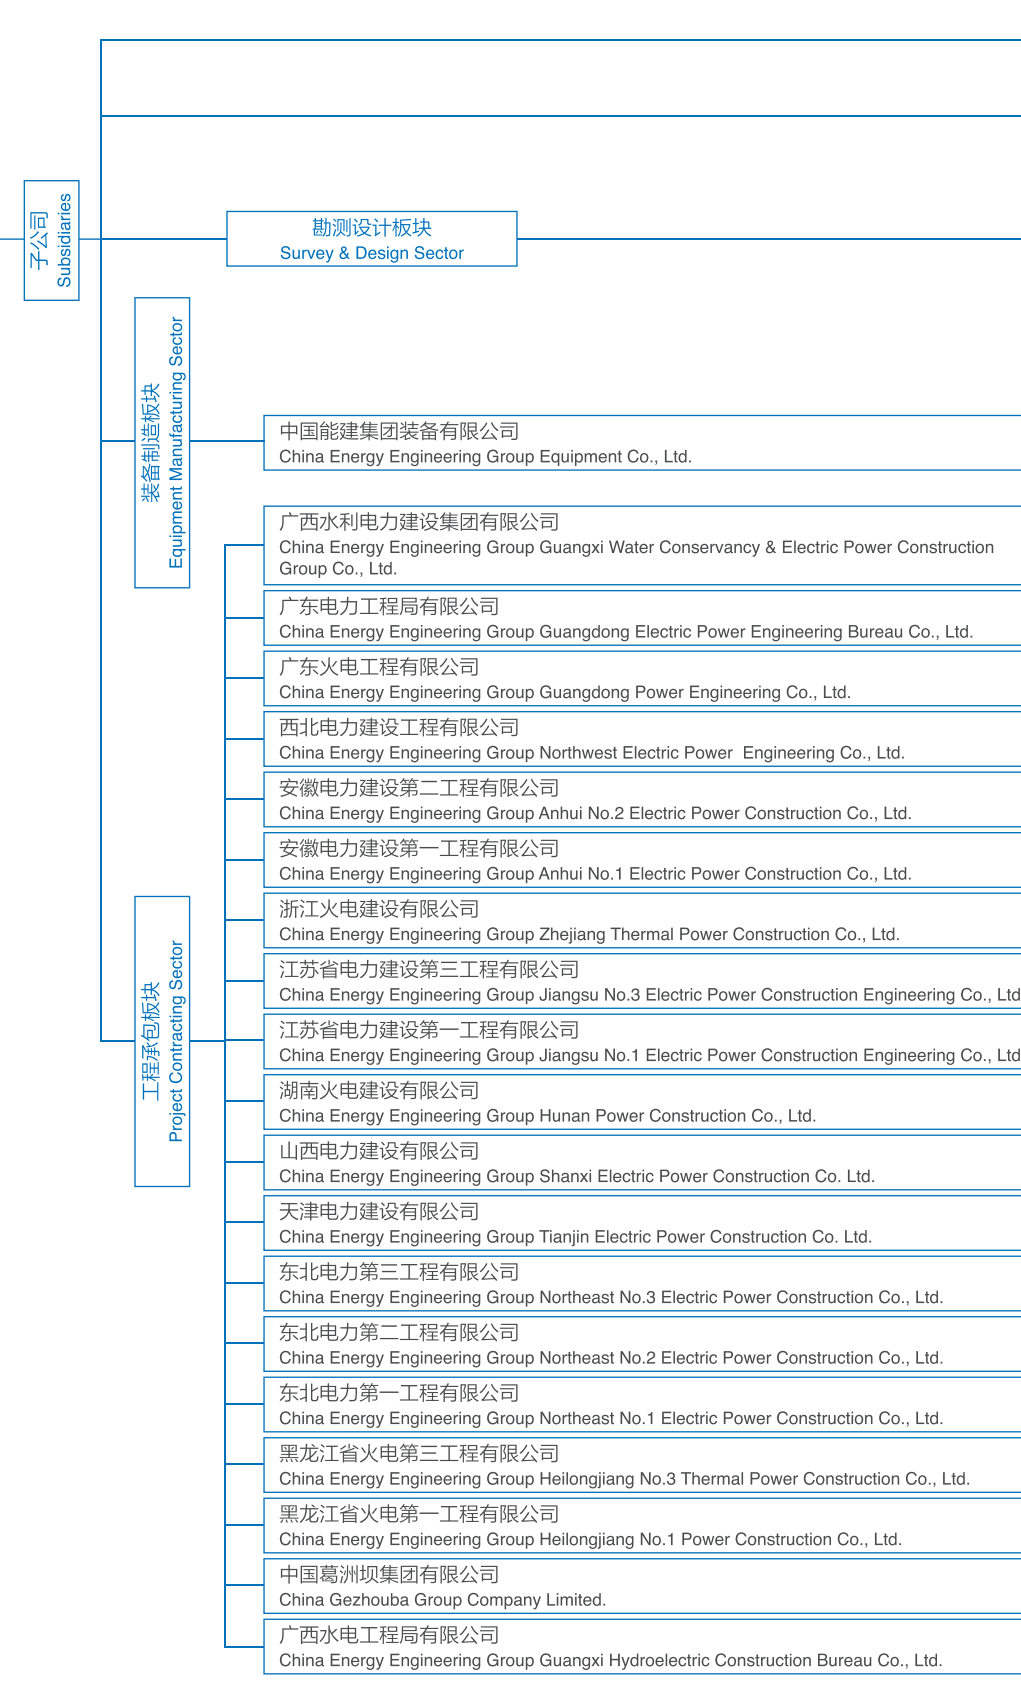 子公司
Subsidiaries
勘测设计板块
Survey & Design Sector
装备制造板块
Equipment Manufacturing Sector
中国能建集团装备有限公司
China Energy Engineering Group Equipment Co., Ltd.
工程承包板块
Project Contracting Sector
广西水利电力建设集团有限公司
China Energy Engineering Group Guangxi Water Conservancy & Electric Power Construction
Group Co., Ltd.
广东电力工程局有限公司
China Energy Engineering Group Guangdong Electric Power Engineering Bureau Co., Ltd.
广东火电工程有限公司
China Energy Engineering Group Guangdong Power Engineering Co., Ltd.
西北电力建设工程有限公司
China Energy Engineering Group Northwest Electric Power  Engineering Co., Ltd.
安徽电力建设第二工程有限公司
China Energy Engineering Group Anhui No.2 Electric Power Construction Co., Ltd.
安徽电力建设第一工程有限公司
China Energy Engineering Group Anhui No.1 Electric Power Construction Co., Ltd.
浙江火电建设有限公司
China Energy Engineering Group Zhejiang Thermal Power Construction Co., Ltd.
江苏省电力建设第三工程有限公司
China Energy Engineering Group Jiangsu No.3 Electric Power Construction Engineering Co., Ltd
江苏省电力建设第一工程有限公司
China Energy Engineering Group Jiangsu No.1 Electric Power Construction Engineering Co., Ltd
湖南火电建设有限公司
China Energy Engineering Group Hunan Power Construction Co., Ltd.
山西电力建设有限公司
China Energy Engineering Group Shanxi Electric Power Construction Co. Ltd.
天津电力建设有限公司
China Energy Engineering Group Tianjin Electric Power Construction Co. Ltd.
东北电力第三工程有限公司
China Energy Engineering Group Northeast No.3 Electric Power Construction Co., Ltd.
东北电力第二工程有限公司
China Energy Engineering Group Northeast No.2 Electric Power Construction Co., Ltd.
东北电力第一工程有限公司
China Energy Engineering Group Northeast No.1 Electric Power Construction Co., Ltd.
黑龙江省火电第三工程有限公司
China Energy Engineering Group Heilongjiang No.3 Thermal Power Construction Co., Ltd.
黑龙江省火电第一工程有限公司
China Energy Engineering Group Heilongjiang No.1 Power Construction Co., Ltd.
中国葛洲坝集团有限公司
China Gezhouba Group Company Limited.
广西水电工程局有限公司
China Energy Engineering Group Guangxi Hydroelectric Construction Bureau Co., Ltd.